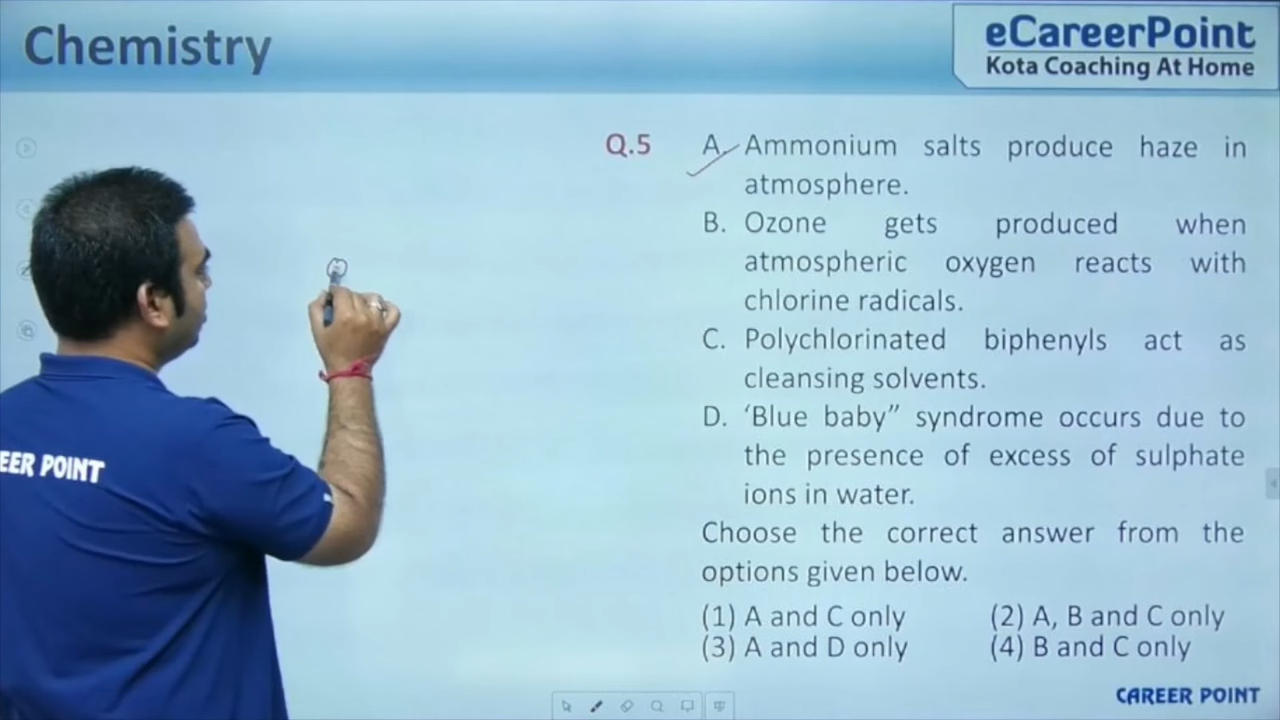 Chemistry
eCareerPoint
Kota Coaching At Home
Q.5 A. Ammonium salts produce haze in
atmosphere.
B. Ozone gets produced when
atmospheric oxygen reacts with
chlorine radicals.
C. Polychlorinated biphenyls act as
cleansing solvents.
D. ‘Blue baby” syndrome occurs due to
the presence of excess of sulphate
ions in water.
Choose the correct answer from the
options given below.
(1) A and C only (2) A, B and C only
(3) A and D only (4) B and C only
EER POINT
CAREER POINT